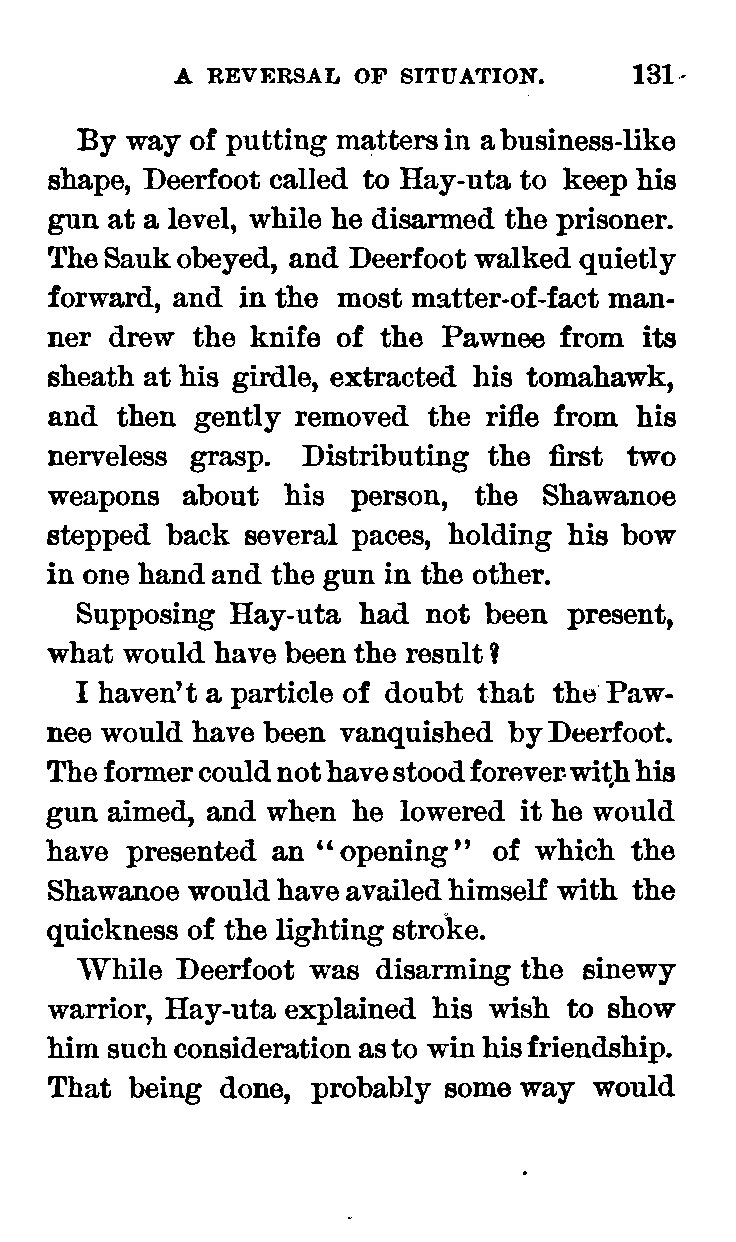 A REVERSAL OF SITUATION. 131
By way of putting matters in a business-like
shape, Deerfoot called to Hay-uta to keep his
gun at a level, while he disarmed the prisoner.
The Sauk obeyed, and Deerfoot walked quietly
forward, and in the most matter-of-fact man-
ner drew the knife of the Pawnee from its
sheath at his girdle, extracted his tomahawk,
and then gently removed the rifle from his
nerveless grasp. Distributing the first two
weapons about his person, the Shawanoe
stepped back several paces, holding his bow
in one hand and the gun in the other.
Supposing Hay-uta had not been present,
what would have been the result?
I haven't a particle of doubt that the Paw-
nee would have been vanquished by Deerfoot.
The former could not have stood forever with his
gun aimed, and when he lowered it he would
have presented an "opening" of which the
Shawanoe would have availed himself with the
quickness of the lighting stroke.
While Deerfoot was disarming the sinewy
warrior, Hay-uta explained his wish to show
him such consideration as to win his friendship.
That being done, probably some way would